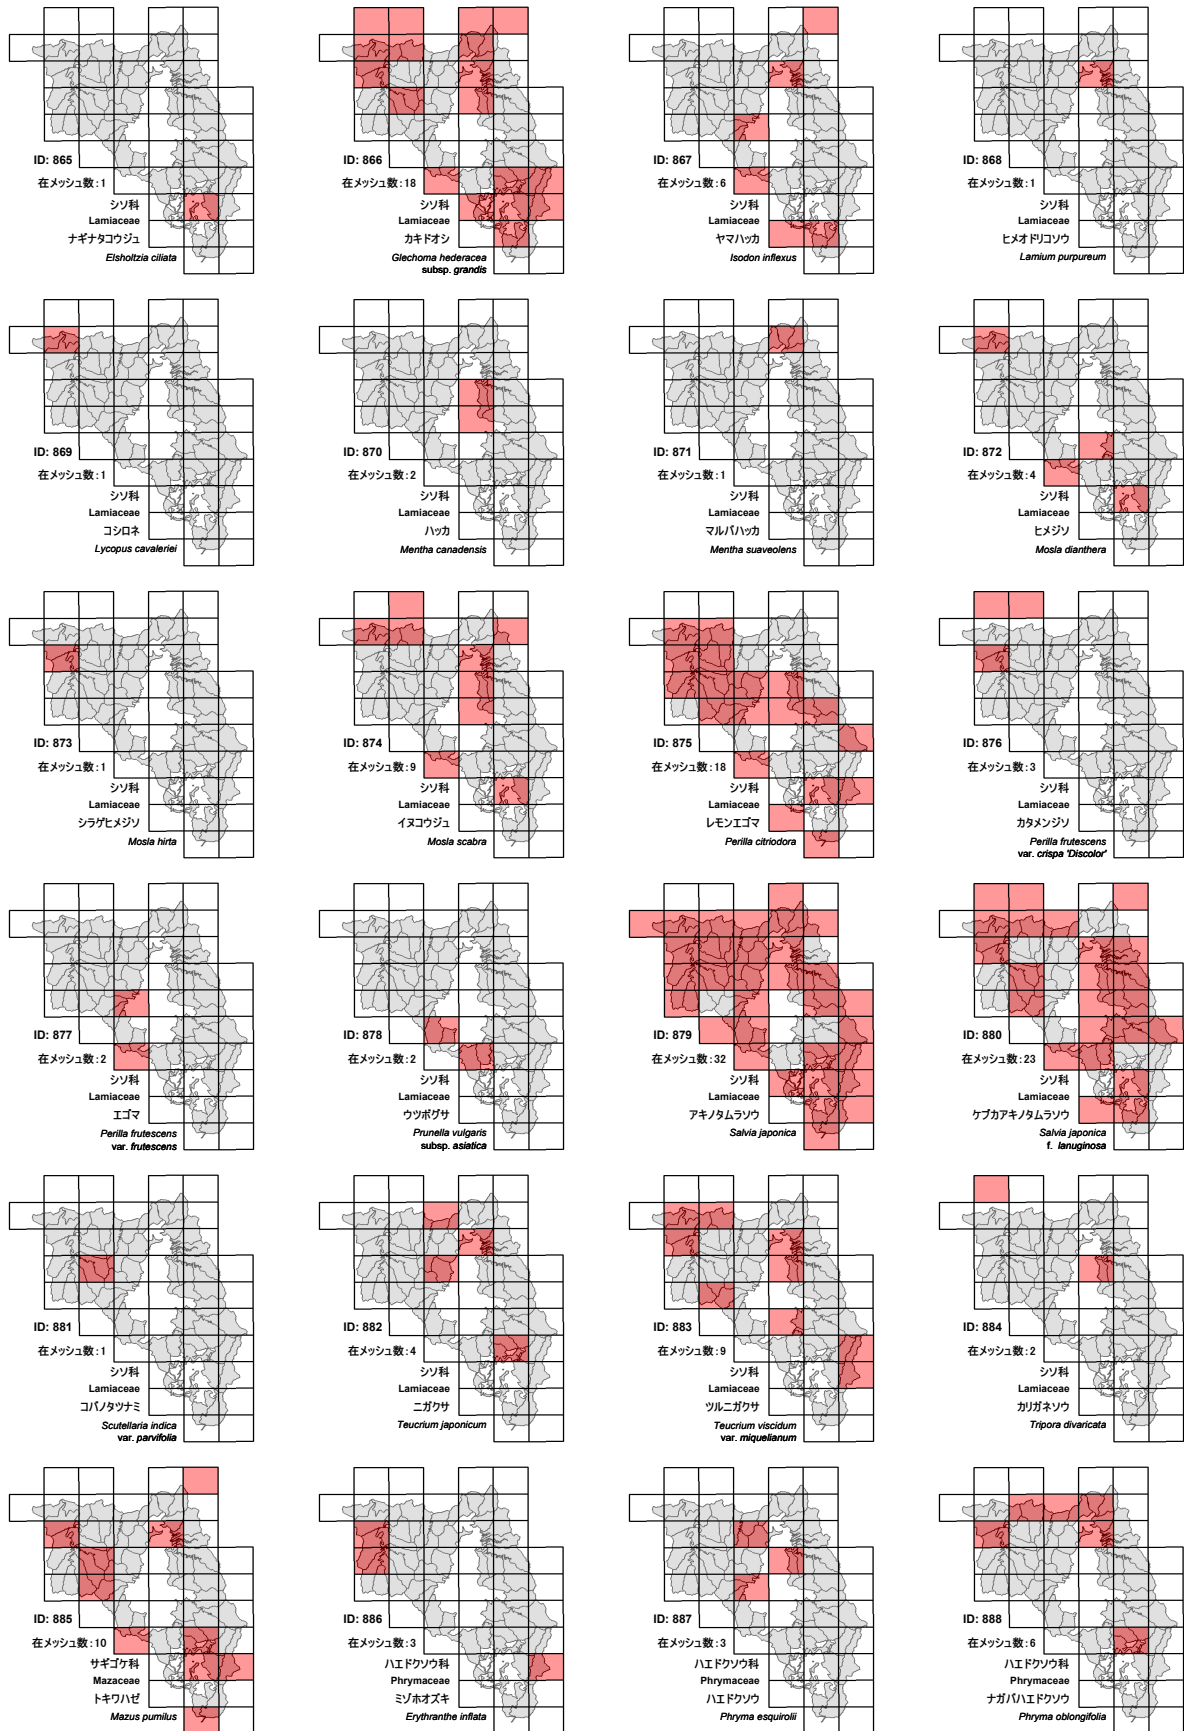 ID: 865
在メッシュ数:1
シソ科
Lamiaceae
ナギナタコウジュ
Elsholtzia ciliata
ID: 866
在メッシュ数:18
シソ科
Lamiaceae
カキドオシ
Glechoma hederacea
subsp. grandis
ID: 867
在メッシュ数:6
シソ科
Lamiaceae
ヤマハッカ
Isodon inflexus
ID: 868
在メッシュ数:1
シソ科
Lamiaceae
ヒメオドリコソウ
Lamium purpureum
ID: 869
在メッシュ数:1
シソ科
Lamiaceae
コシロネ
Lycopus cavaleriei
ID: 870
在メッシュ数:2
シソ科
Lamiaceae
ハッカ
Mentha canadensis
ID: 871
在メッシュ数:1
シソ科
Lamiaceae
マルバハッカ
Mentha suaveolens
ID: 872
在メッシュ数:4
シソ科
Lamiaceae
ヒメジソ
Mosla dianthera
ID: 873
在メッシュ数:1
シソ科
Lamiaceae
シラゲヒメジソ
Mosla hirta
ID: 874
在メッシュ数:9
シソ科
Lamiaceae
イヌコウジュ
Mosla scabra
ID: 875
在メッシュ数:18
シソ科
Lamiaceae
レモンエゴマ
Perilla citriodora
ID: 876
在メッシュ数:3
シソ科
Lamiaceae
カタメンジソ
Perilla frutescens
var. crispa 'Discolor'
ID: 877
在メッシュ数:2
シソ科
Lamiaceae
エゴマ
Perilla frutescens
var. frutescens
ID: 878
在メッシュ数:2
シソ科
Lamiaceae
ウツボグサ
Prunella vulgaris
subsp. asiatica
ID: 879
在メッシュ数:32
シソ科
Lamiaceae
アキノタムラソウ
Salvia japonica
ID: 880
在メッシュ数:23
シソ科
Lamiaceae
ケブカアキノタムラソウ
Salvia japonica
f. lanuginosa
ID: 881
在メッシュ数:1
シソ科
Lamiaceae
コバノタツナミ
Scutellaria indica
var. parvifolia
ID: 882
在メッシュ数:4
シソ科
Lamiaceae
ニガクサ
Teucrium japonicum
ID: 883
在メッシュ数:9
シソ科
Lamiaceae
ツルニガクサ
Teucrium viscidum
var. miquelianum
ID: 884
在メッシュ数:2
シソ科
Lamiaceae
カリガネソウ
Tripora divaricata
ID: 885
在メッシュ数:10
サギゴケ科
Mazaceae
トキワハゼ
Mazus pumilus
ID: 886
在メッシュ数:3
ハエドクソウ科
Phrymaceae
ミゾホオズキ
Erythranthe inflata
ID: 887
在メッシュ数:3
ハエドクソウ科
Phrymaceae
ハエドクソウ
Phryma esquirolii
ID: 888
在メッシュ数:6
ハエドクソウ科
Phrymaceae
ナガバハエドクソウ
Phryma oblongifolia